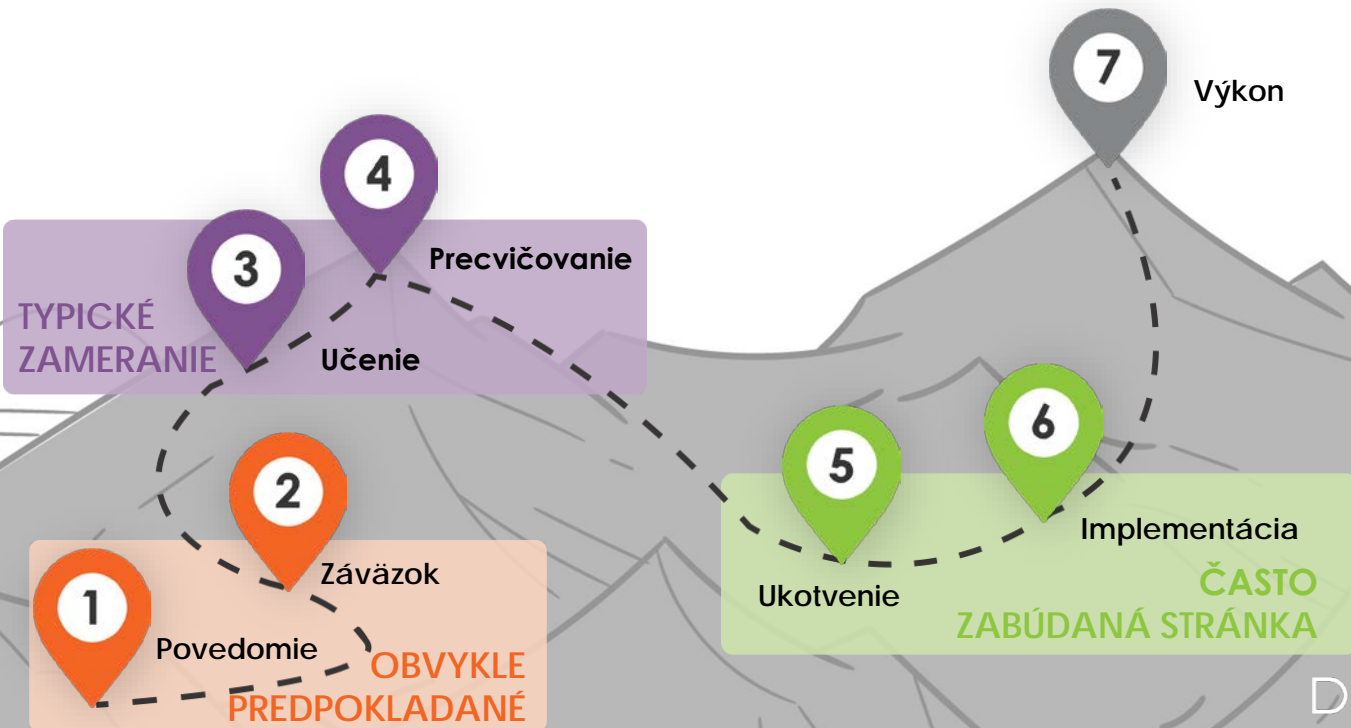 7
Výkon
4
Precvičovanie
3
TYPICKÉ
ZAMERANIE
Učenie
6
5
2
Implementácia
Záväzok
ČASTO
Ukotvenie
ZABÚDANÁ STRÁNKA
1
Povedomie
OBVYKLE
PREDPOKLADANÉ
D